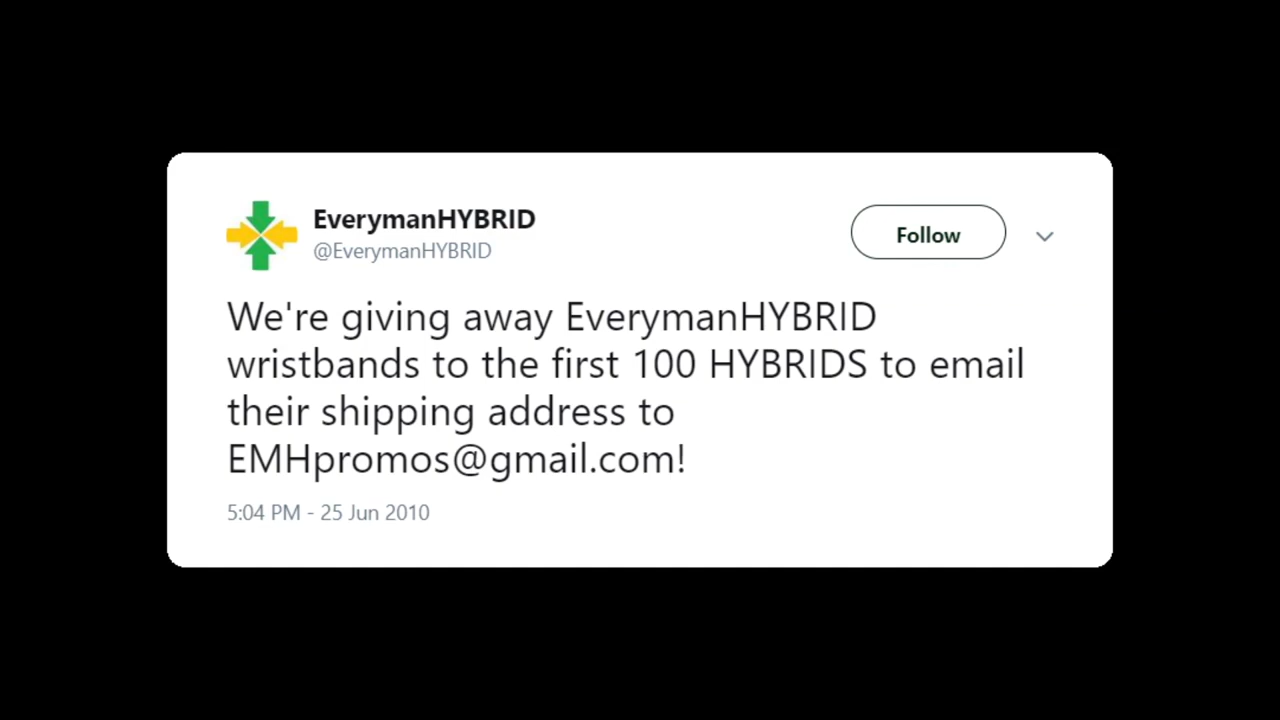 EverymanHYBRID
@EverymanHYBRID
Follow
We're giving away EverymanHYBRID
wristbands to the first 100 HYBRIDS to email
their shipping address to
EMHpromos@gmail.com!
5:04 PM - 25 Jun 2010